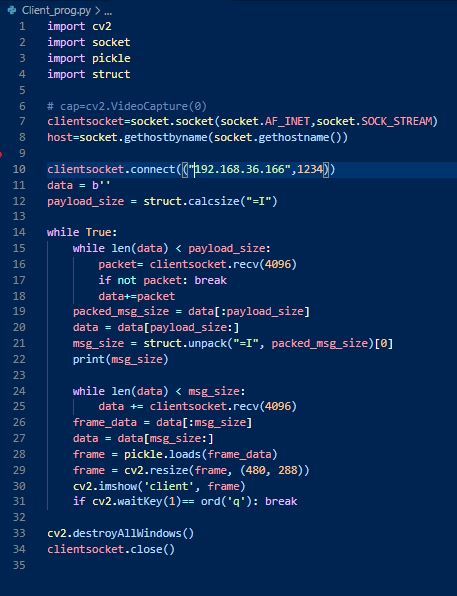 Client_prog.py > ...
1 import cv2
2 import socket
3 import pickle
4 import struct
5
6 # cap=cv2.VideoCapture(0)
7 clientsocket=socket.socket(socket.AF_INET,socket.SOCK_STREAM)
8 host=socket.gethostbyname(socket.gethostname())
9
10 clientsocket.connect(("192.168.36.166",1234))
11 data = b''
12 payload_size = struct.calcsize("=I")
13
14 while True:
15     while len(data) < payload_size:
16         packet= clientsocket.recv(4096)
17         if not packet: break
18         data+=packet
19     packed_msg_size = data[:payload_size]
20     data = data[payload_size:]
21     msg_size = struct.unpack("=I", packed_msg_size)[0]
22     print(msg_size)
23
24     while len(data) < msg_size:
25         data += clientsocket.recv(4096)
26     frame_data = data[:msg_size]
27     data = data[msg_size:]
28     frame = pickle.loads(frame_data)
29     frame = cv2.resize(frame, (480, 288))
30     cv2.imshow('client', frame)
31     if cv2.waitKey(1)== ord('q'): break
32
33 cv2.destroyAllWindows()
34 clientsocket.close()
35